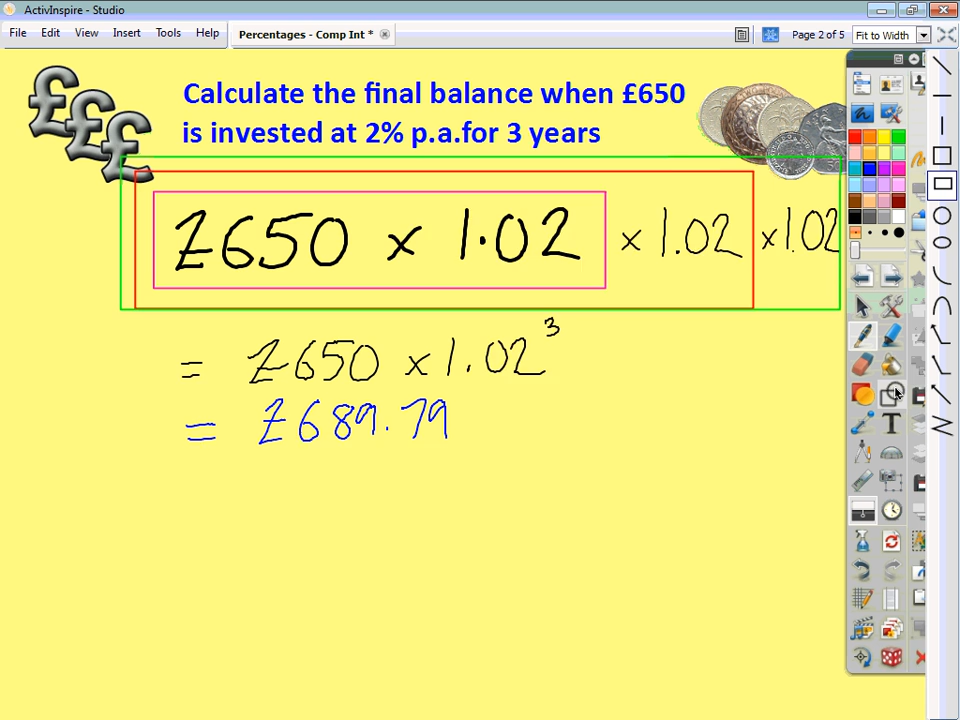 ActivInspire - Studio
File Edit View Insert Tools Help Percentages - Comp Int * Page 2 of 5 Fit to Width
£ £ £
Calculate the final balance when £650
is invested at 2% p.a.for 3 years
£650 × 1.02 × 1.02 ×1.02
= £650 × 1.02³
= £689.79
T